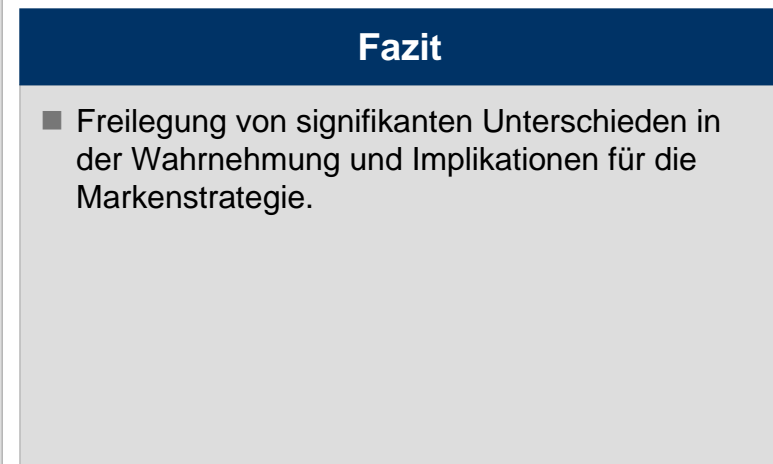 Fazit
Freilegung von signifikanten Unterschieden in
der Wahrnehmung und Implikationen für die
Markenstrategie.